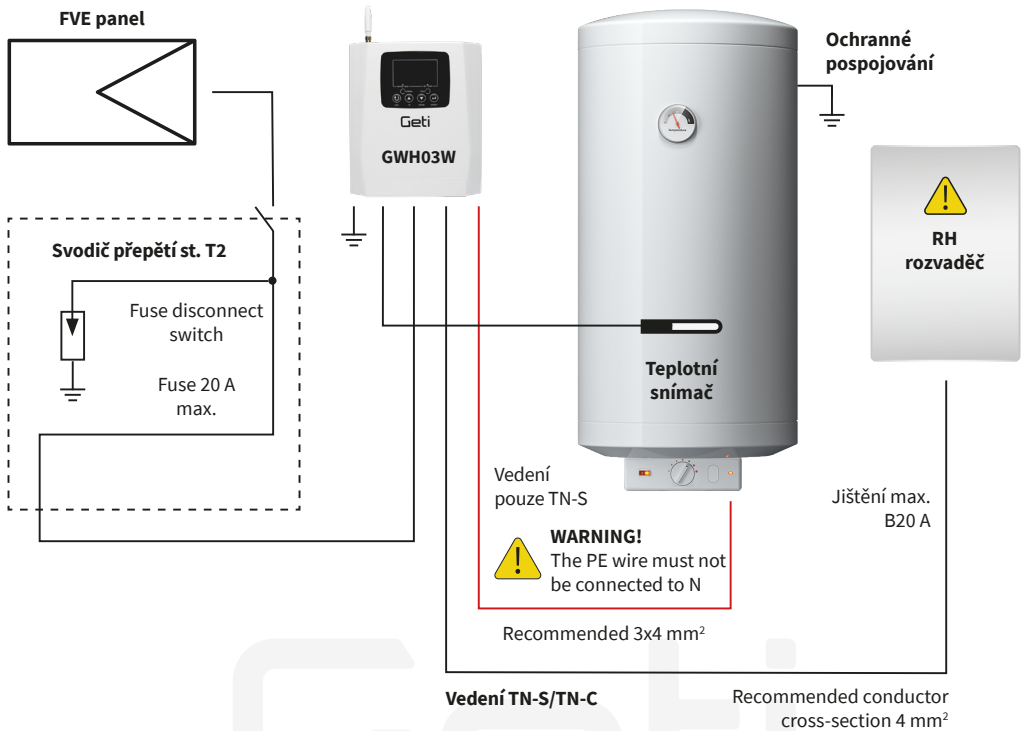 FVE panel
Geti
GWH03W
Ochranné
pospojování
RH
rozvaděč
Svodič přepětí st. T2
Fuse disconnect
switch
Fuse 20 A
max.
Teplotní
snímač
Vedení
pouze TN-S
WARNING!
The PE wire must not
be connected to N
Jištění max.
B20 A
Recommended 3x4 mm²
Vedení TN-S/TN-C
Recommended conductor
cross-section 4 mm²
Geti